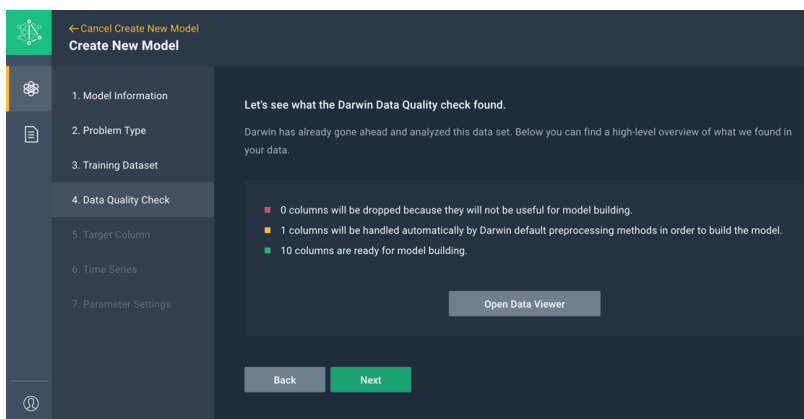 ← Cancel Create New Model
Create New Model
1. Model Information
2. Problem Type
3. Training Dataset
4. Data Quality Check
5. Target Column
6. Time Series
7. Parameter Settings
Let's see what the Darwin Data Quality check found.
Darwin has already gone ahead and analyzed this data set. Below you can find a high-level overview of what we found in
your data.
0 columns will be dropped because they will not be useful for model building.
1 columns will be handled automatically by Darwin default preprocessing methods in order to build the model.
10 columns are ready for model building.
Open Data Viewer
Back
Next